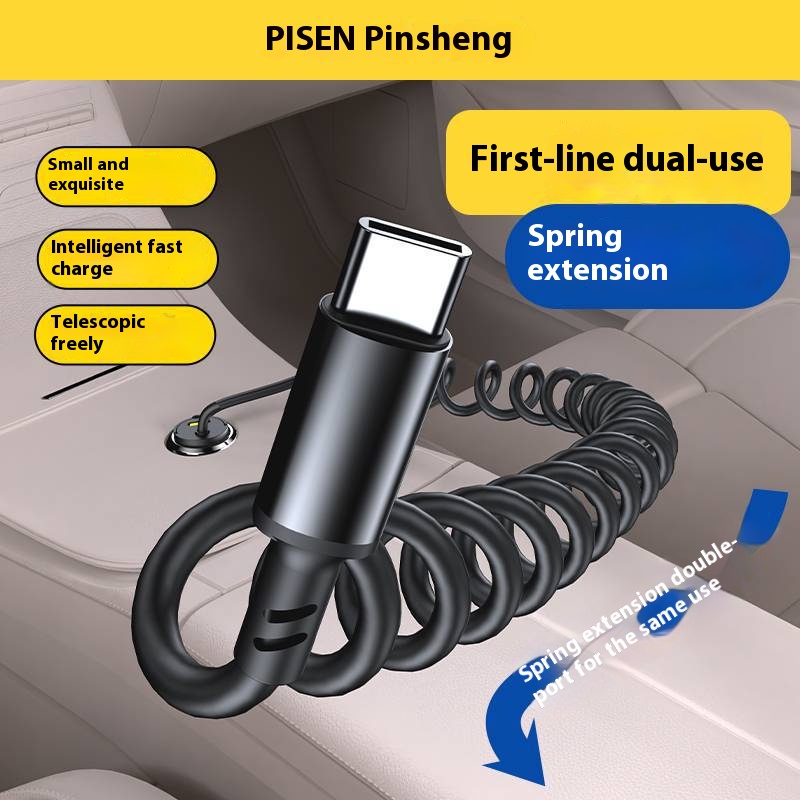 PISEN Pinsheng
First-line dual-use
Spring
extension
Small and
exquisite
Intelligent fast
charge
Telescopic
freely
Spring extension double-
port for the same use